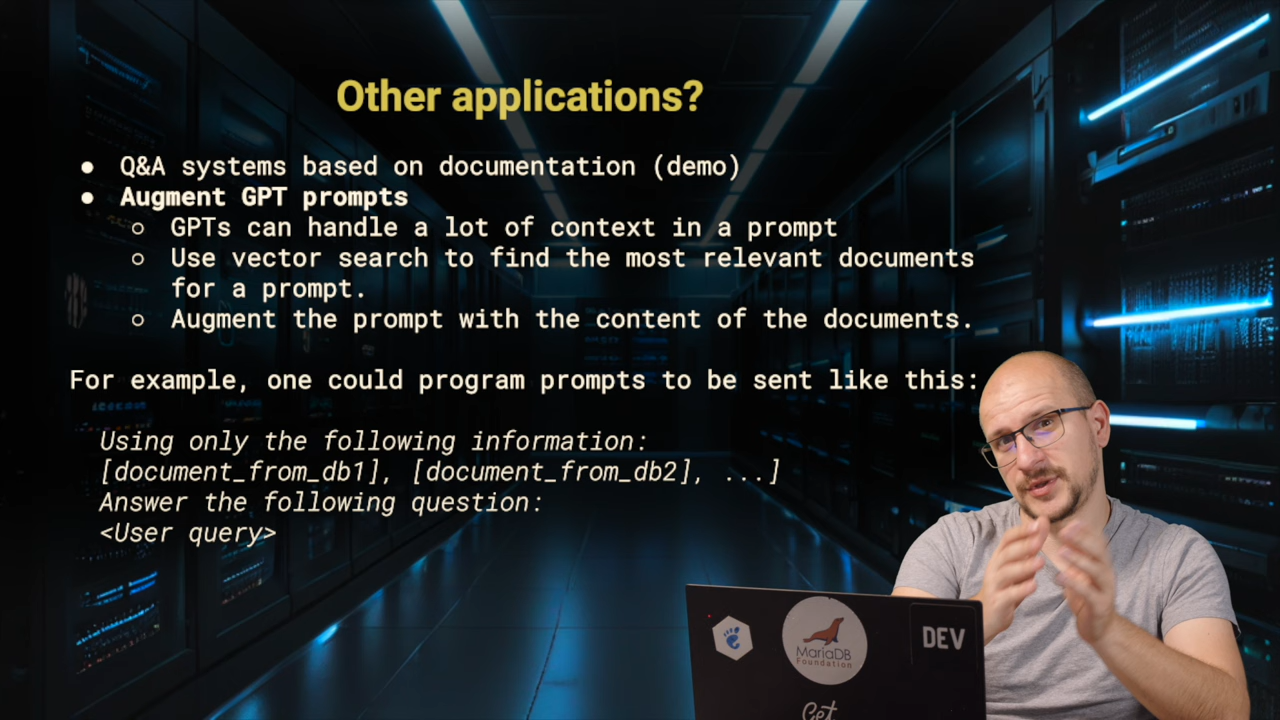 Other applications?
● Q&A systems based on documentation (demo)
● Augment GPT prompts
○ GPTs can handle a lot of context in a prompt
○ Use vector search to find the most relevant documents
for a prompt.
○ Augment the prompt with the content of the documents.
For example, one could program prompts to be sent like this:
Using only the following information:
[document_from_db1], [document_from_db2], ...]
Answer the following question:
<User query>
MariaDB
Foundation
DEV
Get